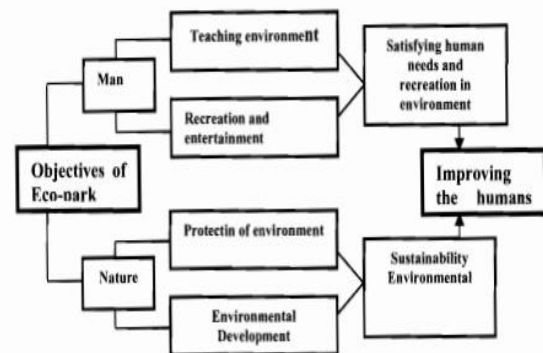 Teaching environment
Satisfying human
needs and
recreation in
environment
Man
Recreation and
entertainment
Objectives of
Eco-nark
Improving
the humans
Protectin of environment
Sustainability
Environmental
Nature
Environmental
Development